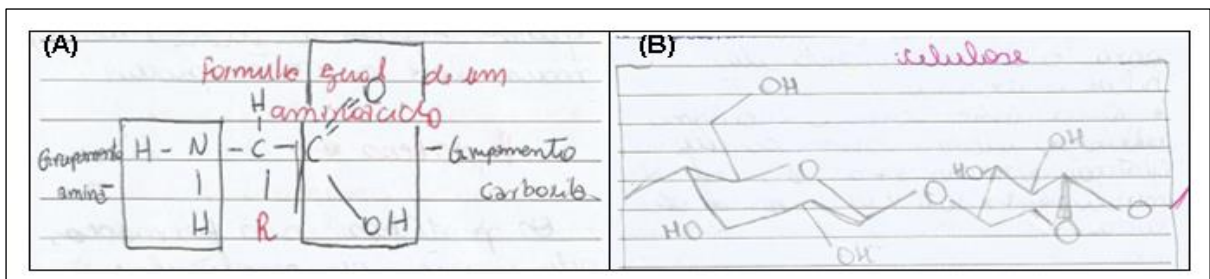 (A)
formula geral de um
aminoácido
H
O
Grupamento H - N - C - C - Grupamento
amino carboxila
H R OH
(B)
celulose
OH
O
OH
HO
O
O
HO
OH
O